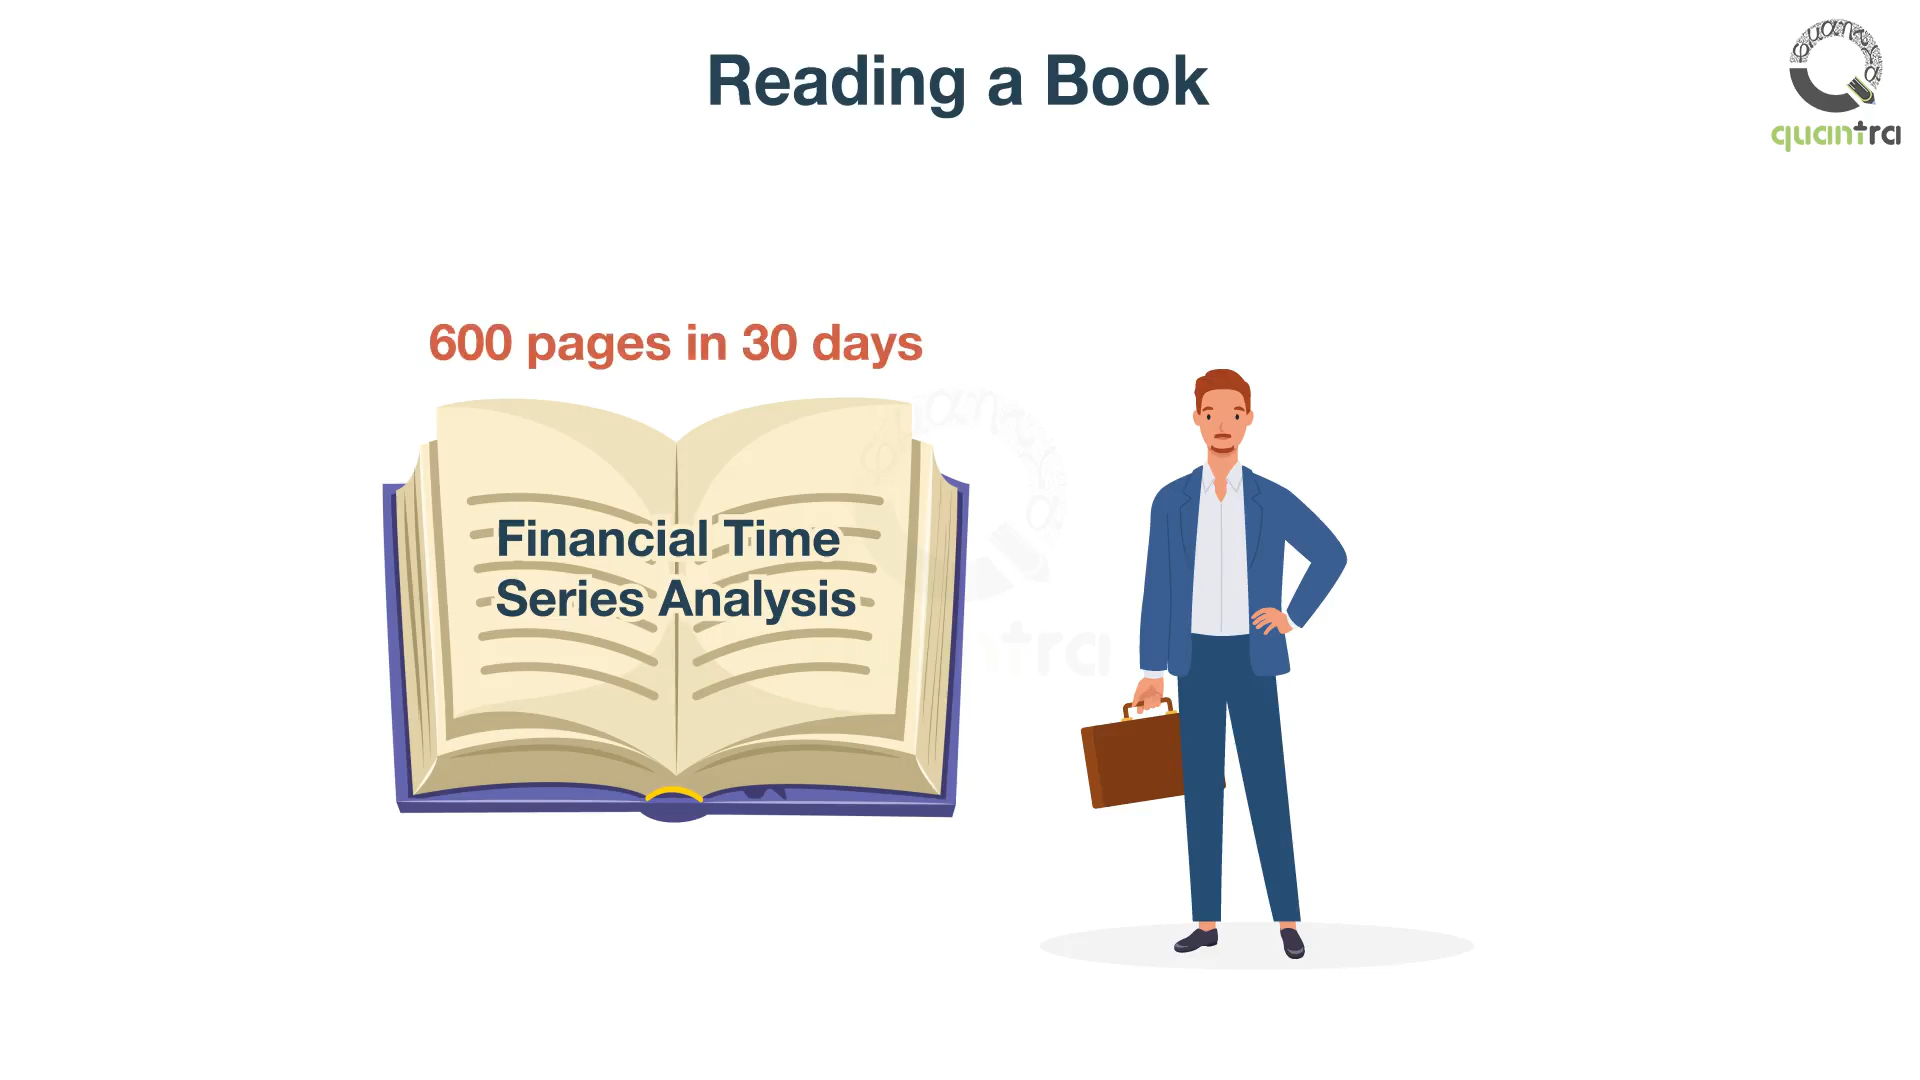 Reading a Book
quantra
600 pages in 30 days
Financial Time
Series Analysis